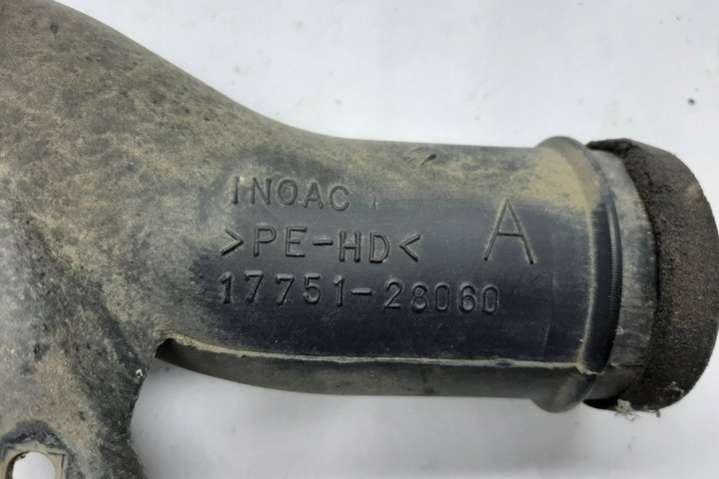 INOAC
>PE-HD<
A
17751-28060